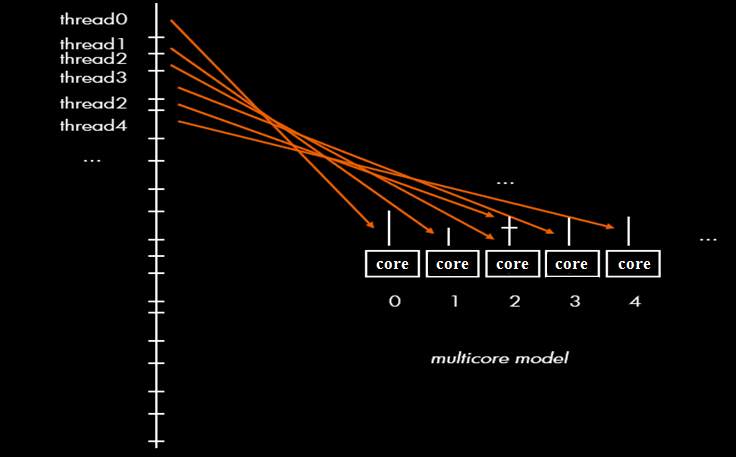 thread0
thread1
thread2
thread3
thread2
thread4
...
...
...
core core core core core
0 1 2 3 4
multicore model